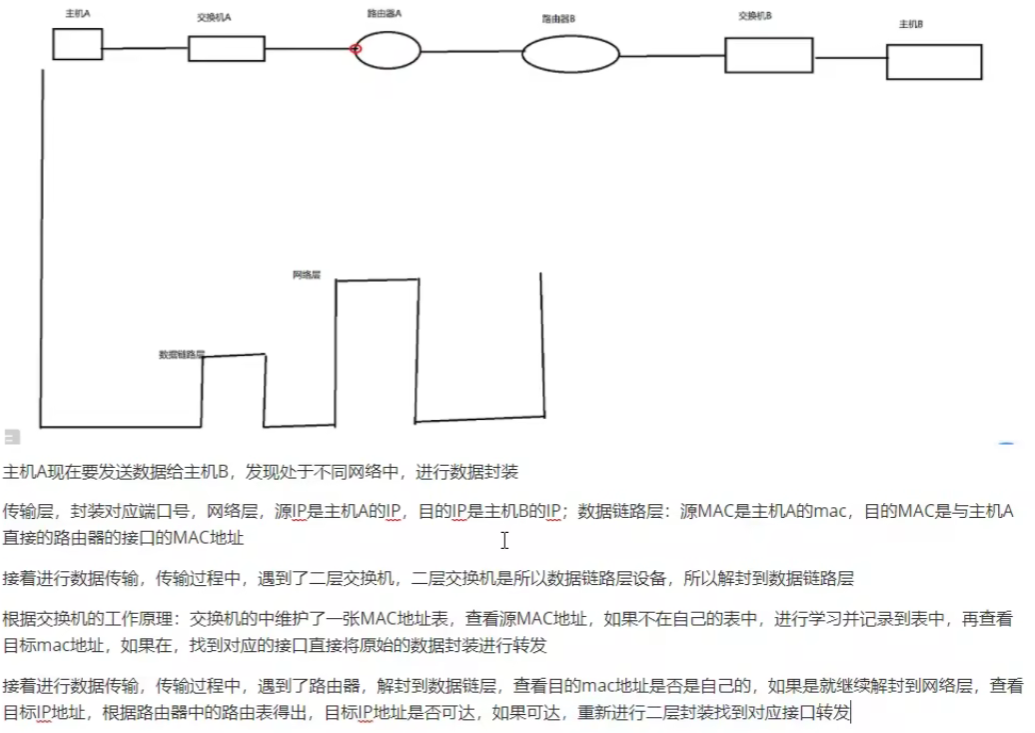 主机A
交换机A
路由器A
路由器B
交换机B
主机B
网络层
数据链路层
主机A现在要发送数据给主机B，发现处于不同网络中，进行数据封装
传输层，封装对应端口号，网络层，源IP是主机A的IP，目的IP是主机B的IP；数据链路层：源MAC是主机A的mac，目的MAC是与主机A
直接的路由器的接口的MAC地址
接着进行数据传输，传输过程中，遇到了二层交换机，二层交换机是所以数据链路层设备，所以解封到数据链路层
根据交换机的工作原理：交换机的中维护了一张MAC地址表，查看源MAC地址，如果不在自己的表中，进行学习并记录到表中，再查看
目标mac地址，如果在，找到对应的接口直接将原始的数据封装进行转发
接着进行数据传输，传输过程中，遇到了路由器，解封到数据链层，查看目的mac地址是否是自己的，如果是就继续解封到网络层，查看
目标IP地址，根据路由器中的路由表得出，目标IP地址是否可达，如果可达，重新进行二层封装找到对应接口转发